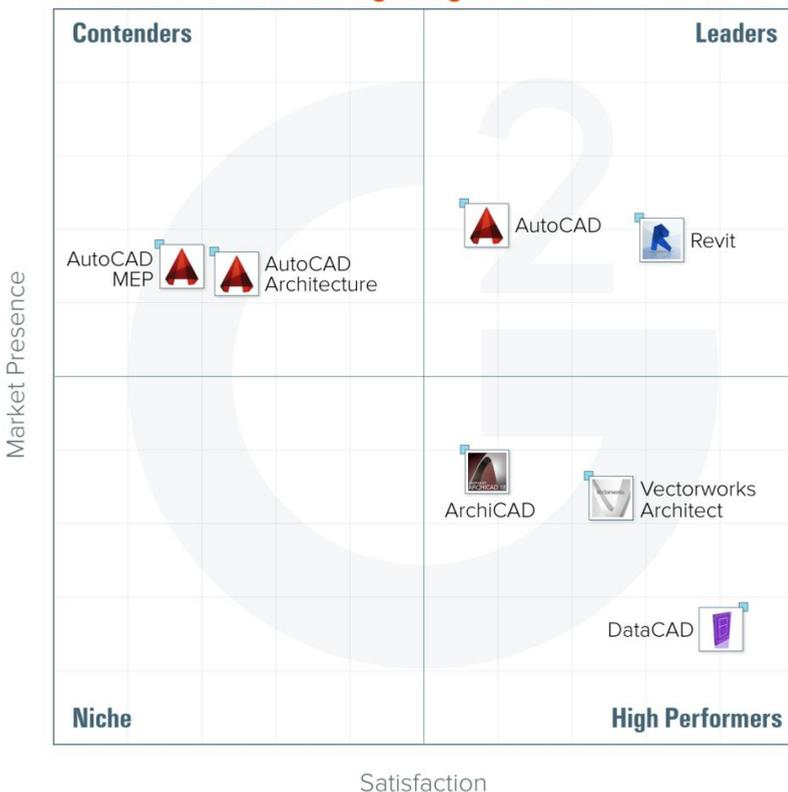 Contenders
Leaders
AutoCAD
Revit
AutoCAD
MEP
AutoCAD
Architecture
Market Presence
ArchiCAD
Vectorworks
Architect
DataCAD
Niche
High Performers
Satisfaction